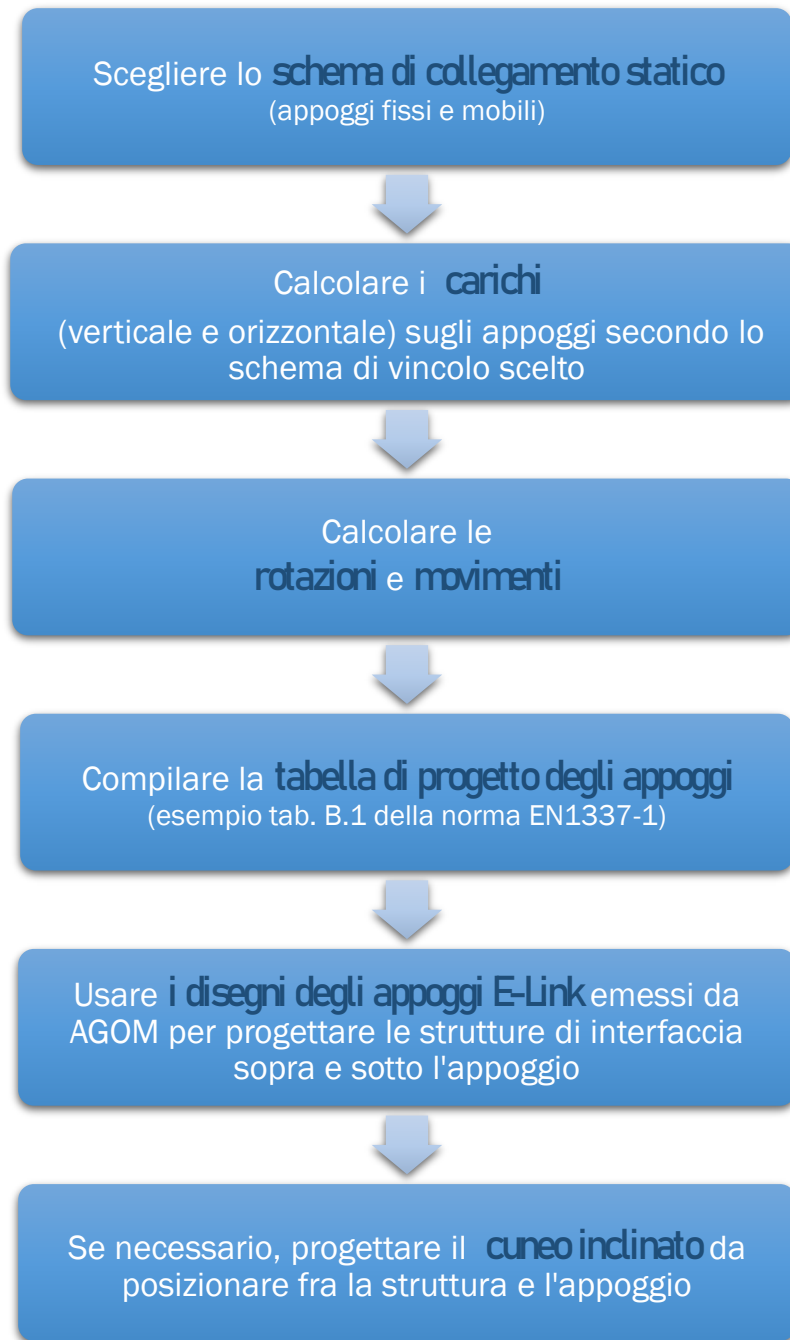 Scegliere lo schema di collegamento statico
(appoggi fissi e mobili)
Calcolare i carichi
(verticale e orizzontale) sugli appoggi secondo lo
schema di vincolo scelto
Calcolare le
rotazioni e movimenti
Compilare la tabella di progetto degli appoggi
(esempio tab. B.1 della norma EN1337-1)
Usare i disegni degli appoggi E-Link emessi da
AGOM per progettare le strutture di interfaccia
sopra e sotto l'appoggio
Se necessario, progettare il cuneo inclinato da
posizionare fra la struttura e l'appoggio